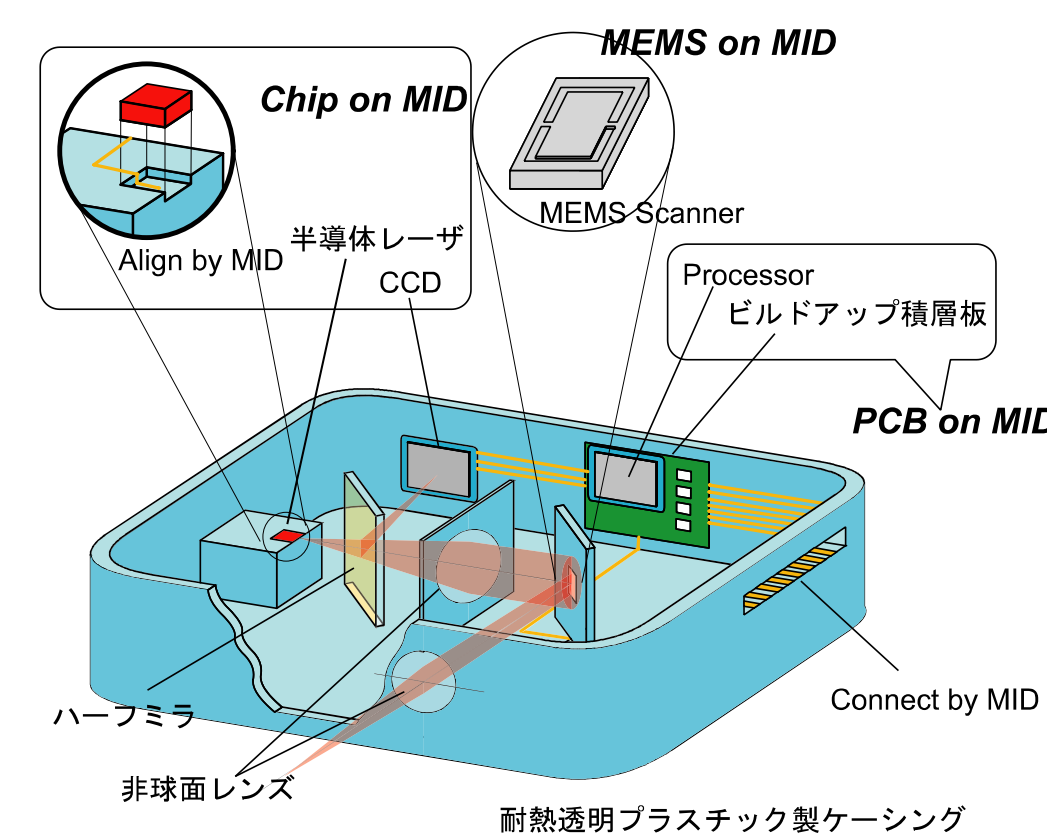 MEMS on MID
Chip on MID
MEMS Scanner
半導体レーザ
Align by MID
CCD
Processor
ビルドアップ積層板
PCB on MID
Connect by MID
ハーフミラ
非球面レンズ
耐熱透明プラスチック製ケーシング